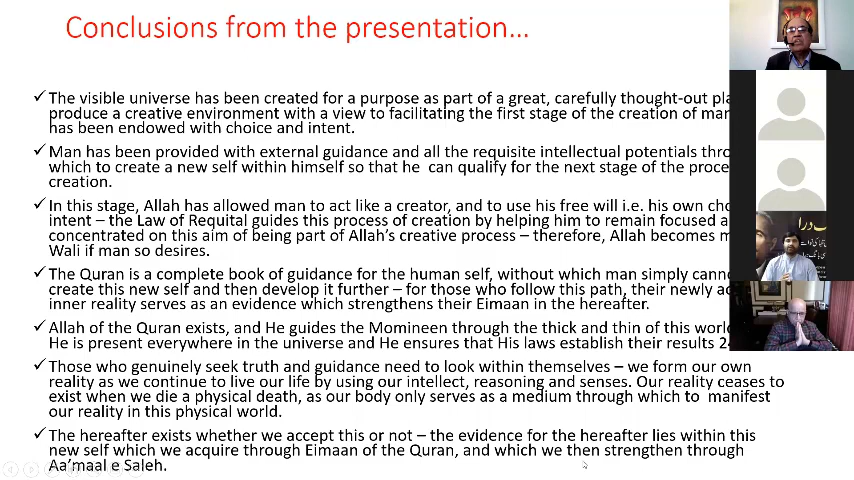 Conclusions from the presentation…
✓ The visible universe has been created for a purpose as part of a great, carefully thought-out pla
produce a creative environment with a view to facilitating the first stage of the creation of mar
has been endowed with choice and intent.
✓ Man has been provided with external guidance and all the requisite intellectual potentials thro
which to create a new self within himself so that he can qualify for the next stage of the proce
creation.
✓ In this stage, Allah has allowed man to act like a creator, and to use his free will i.e. his own cho
intent – the Law of Requital guides this process of creation by helping him to remain focused a
concentrated on this aim of being part of Allah's creative process – therefore, Allah becomes m
Wali if man so desires.
✓ The Quran is a complete book of guidance for the human self, without which man simply canno
create this new self and then develop it further – for those who follow this path, their newly ac
inner reality serves as an evidence which strengthens their Eimaan in the hereafter.
✓ Allah of the Quran exists, and He guides the Momineen through the thick and thin of this world
He is present everywhere in the universe and He ensures that His laws establish their results 24
✓ Those who genuinely seek truth and guidance need to look within themselves – we form our own
reality as we continue to live our life by using our intellect, reasoning and senses. Our reality ceases to
exist when we die a physical death, as our body only serves as a medium through which to manifest
our reality in this physical world.
✓ The hereafter exists whether we accept this or not – the evidence for the hereafter lies within this
new self which we acquire through Eimaan of the Quran, and which we then strengthen through
Aa'maal e Saleh.